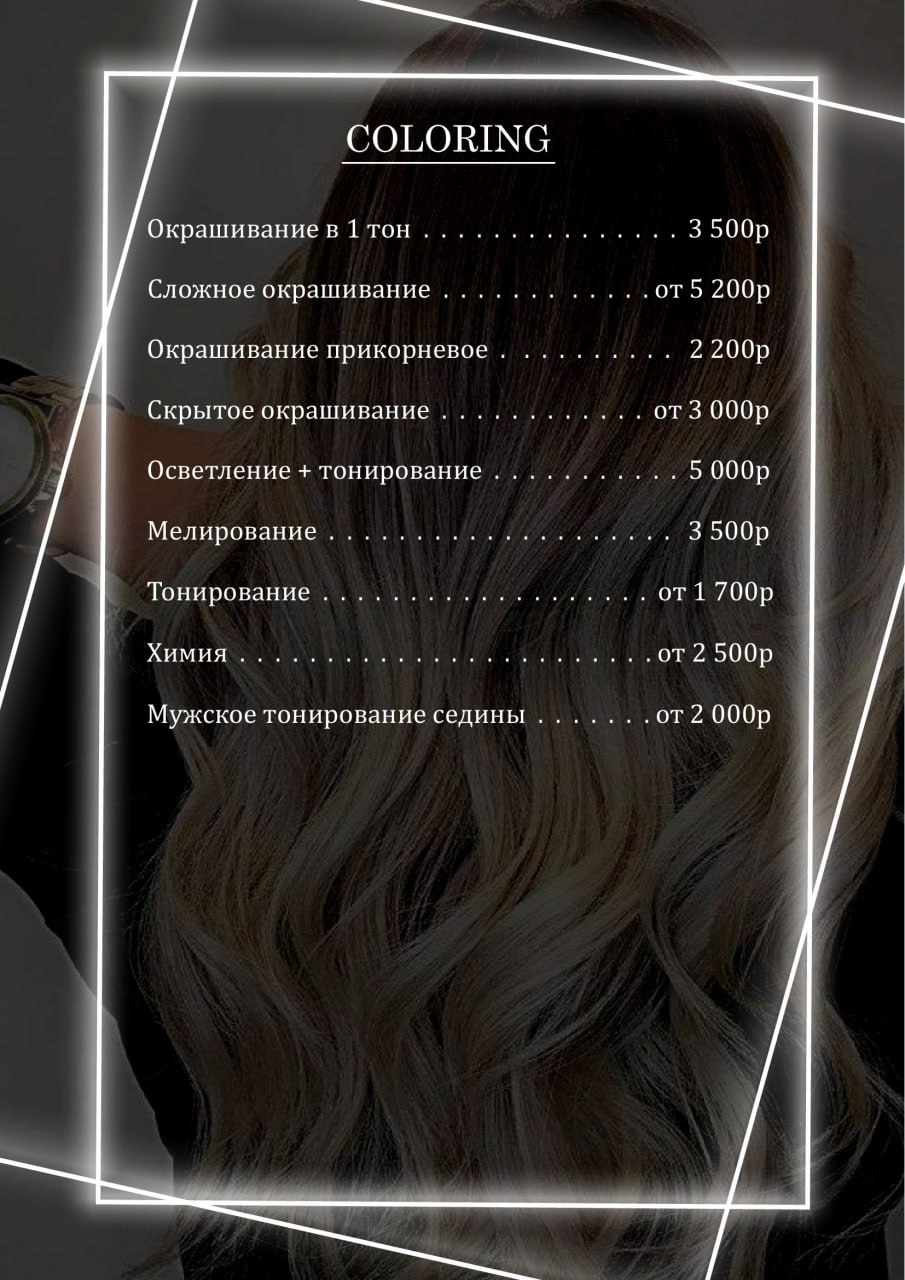 COLORING
Окрашивание в 1 тон . . . . . . . . . . . . . . . 3 500р
Сложное окрашивание . . . . . . . . . . . . от 5 200р
Окрашивание прикорневое . . . . . . . . . . 2 200р
Скрытое окрашивание . . . . . . . . . . . . от 3 000р
Осветление + тонирование . . . . . . . . . . . 5 000р
Мелирование . . . . . . . . . . . . . . . . . . . . 3 500р
Тонирование . . . . . . . . . . . . . . . . . . . от 1 700р
Химия . . . . . . . . . . . . . . . . . . . . . . . . от 2 500р
Мужское тонирование седины . . . . . . . от 2 000р